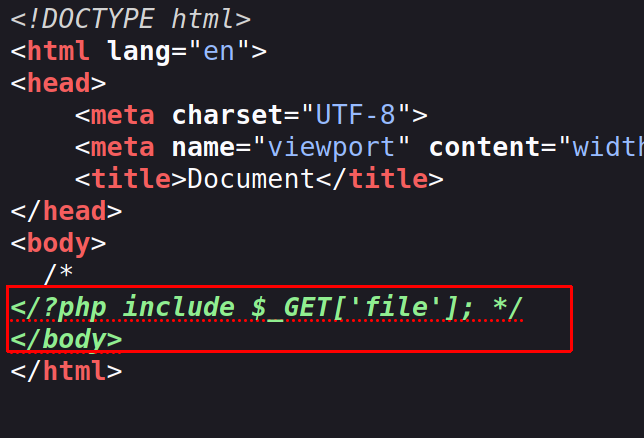 <!DOCTYPE html>
<html lang="en">
<head>
<meta charset="UTF-8">
<meta name="viewport" content="width
<title>Document</title>
</head>
<body>
/*
</?php include $_GET['file']; */
</body>
</html>